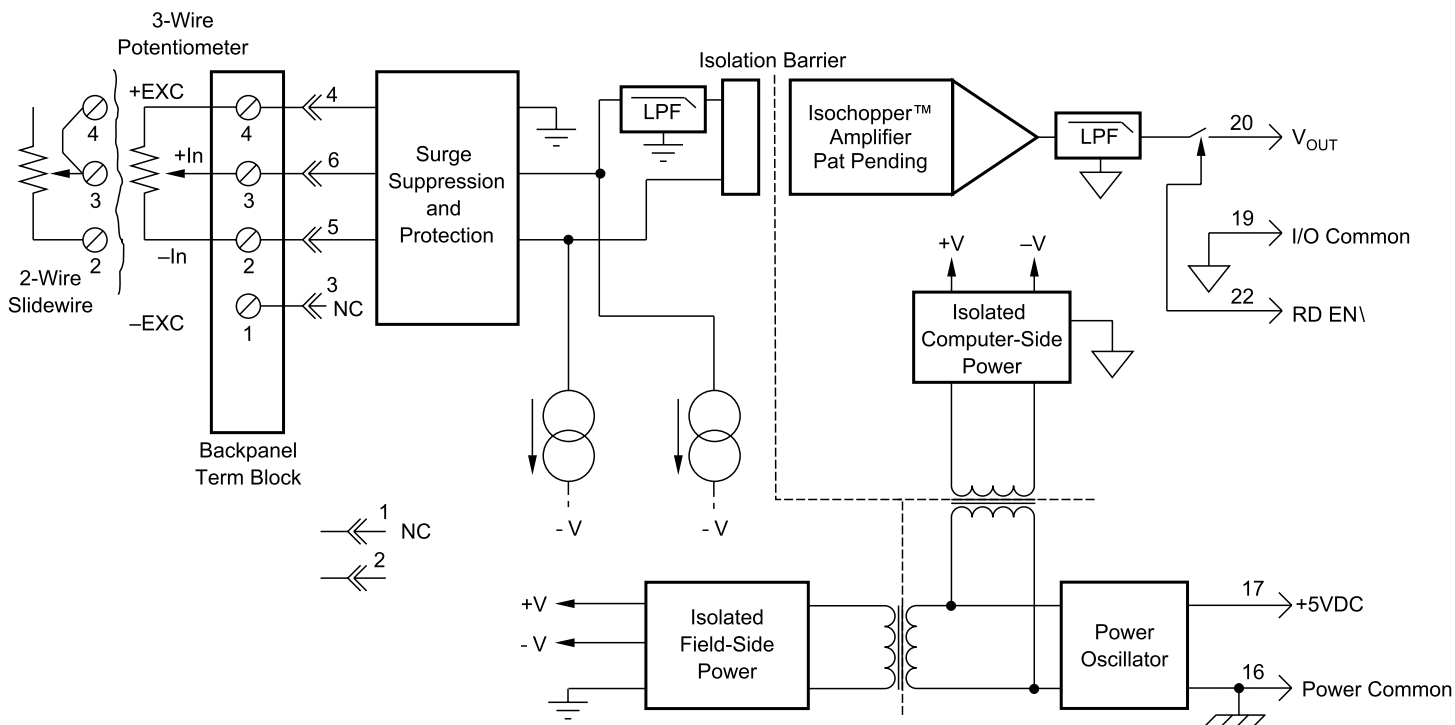 3-Wire
Potentiometer
+EXC
4
4
4
+In
3
3
6
–In
2
2
5
2-Wire
Slidewire
–EXC
1
3
NC
Backpanel
Term Block
1
NC
2
Surge
Suppression
and
Protection
LPF
Isolation Barrier
Isochopper™
Amplifier
Pat Pending
LPF
20
VOUT
19
I/O Common
22
RD EN\
+V
–V
Isolated
Computer-Side
Power
- V
- V
+V
- V
Isolated
Field-Side
Power
Power
Oscillator
17
+5VDC
16
Power Common